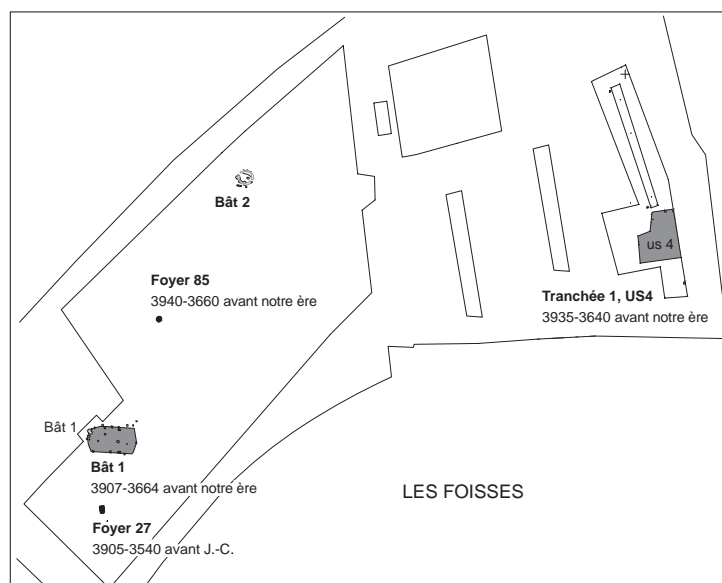 Bât 2
Foyer 85
3940-3660 avant notre ère
us 4
Tranchée 1, US4
3935-3640 avant notre ère
Bât 1
Bât 1
3907-3664 avant notre ère
LES FOISSES
Foyer 27
3905-3540 avant J.-C.